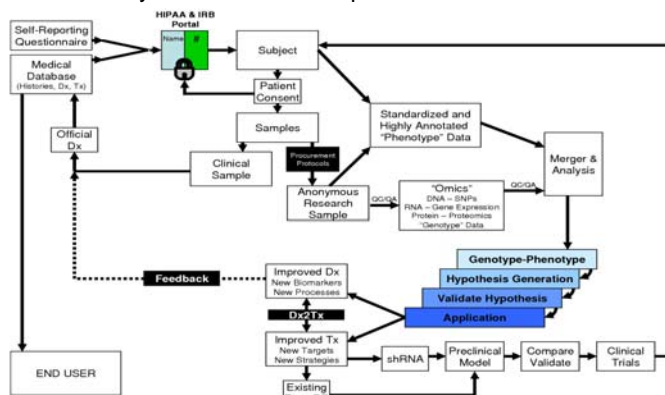 HIPAA & IRB
Portal
Self-Reporting
Questionnaire
Name
#
Subject
Medical
Database
(Histories, Dx, Tx)
Patient
Consent
Official
Dx
Samples
Standardized and
Highly Annotated
"Phenotype" Data
Merger &
Analysis
Clinical
Sample
Procurement
Protocols
Anonymous
Research
Sample
QC/QA
"Omics"
DNA – SNPs
RNA – Gene Expression
Protein – Proteomics
"Genotype" Data
QC/QA
Genotype-Phenotype
Hypothesis Generation
Validate Hypothesis
Application
Feedback
Improved Dx
New Biomarkers
New Processes
Dx2Tx
Improved Tx
New Targets
New Strategies
shRNA
Preclinical
Model
Compare
Validate
Clinical
Trials
END USER
Existing